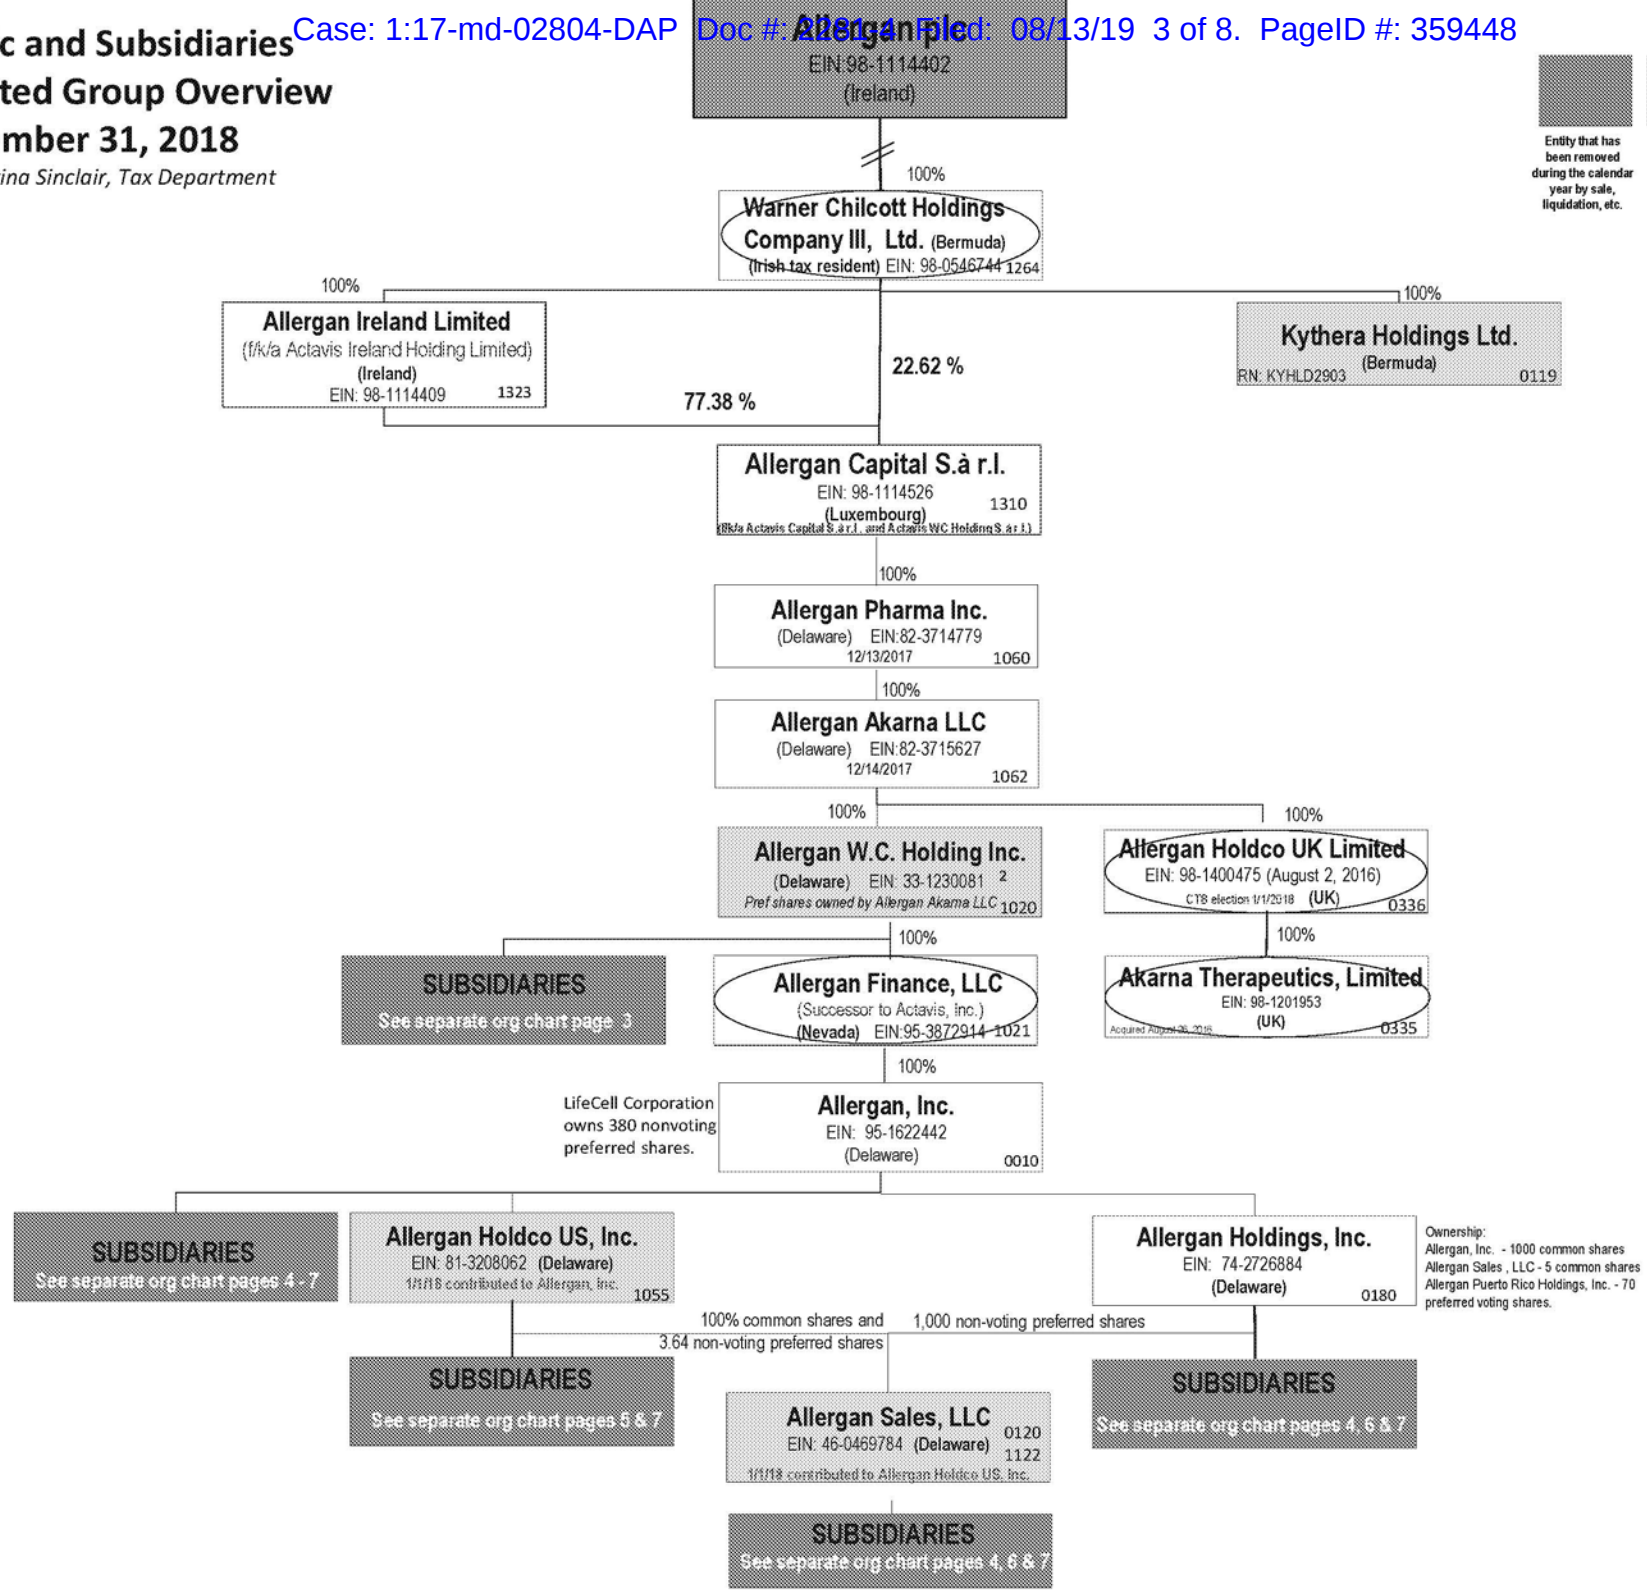 Case: 1:17-md-02804-DAP Doc #: 2281-4 Filed: 08/13/19 3 of 8. PageID #: 359448
c and Subsidiaries
ted Group Overview
mber 31, 2018
ina Sinclair, Tax Department
Allergan plc
EIN:98-1114402
(Ireland)
Entity that has
been removed
during the calendar
year by sale,
liquidation, etc.
100%
Warner Chilcott Holdings
Company III, Ltd. (Bermuda)
(Irish tax resident) EIN: 98-0546744 1264
100%
Allergan Ireland Limited
(f/k/a Actavis Ireland Holding Limited)
(Ireland)
EIN: 98-1114409 1323
77.38 %
22.62 %
100%
Kythera Holdings Ltd.
(Bermuda)
RN: KYHLD2903 0119
Allergan Capital S.à r.l.
EIN: 98-1114526
1310
(Luxembourg)
(f/k/a Actavis Capital S.à r.l. and Actavis WC Holding S.à r.l.)
100%
Allergan Pharma Inc.
(Delaware) EIN:82-3714779
12/13/2017
1060
100%
Allergan Akarna LLC
(Delaware) EIN:82-3715627
12/14/2017
1062
100%
Allergan W.C. Holding Inc.
(Delaware) EIN: 33-1230081 2
Pref shares owned by Allergan Akarna LLC 1020
100%
Allergan Holdco UK Limited
EIN: 98-1400475 (August 2, 2016)
CTB election 1/1/2018 (UK) 0336
100%
Akarna Therapeutics, Limited
EIN: 98-1201953
(UK)
Acquired August 26, 2016 0335
100%
SUBSIDIARIES
See separate org chart page 3
Allergan Finance, LLC
(Successor to Actavis, Inc.)
(Nevada) EIN:95-3872914 1021
100%
LifeCell Corporation
owns 380 nonvoting
preferred shares.
Allergan, Inc.
EIN: 95-1622442
(Delaware)
0010
SUBSIDIARIES
See separate org chart pages 4 - 7
Allergan Holdco US, Inc.
EIN: 81-3208062 (Delaware)
1/1/18 contributed to Allergan, Inc.
1055
Allergan Holdings, Inc.
EIN: 74-2726884
(Delaware)
0180
Ownership:
Allergan, Inc. - 1000 common shares
Allergan Sales , LLC - 5 common shares
Allergan Puerto Rico Holdings, Inc. - 70
preferred voting shares.
100% common shares and
3.64 non-voting preferred shares
1,000 non-voting preferred shares
SUBSIDIARIES
See separate org chart pages 5 & 7
Allergan Sales, LLC
0120
EIN: 46-0469784 (Delaware)
1122
1/1/18 contributed to Allergan Holdco US, Inc.
SUBSIDIARIES
See separate org chart pages 4, 6 & 7
SUBSIDIARIES
See separate org chart pages 4, 6 & 7